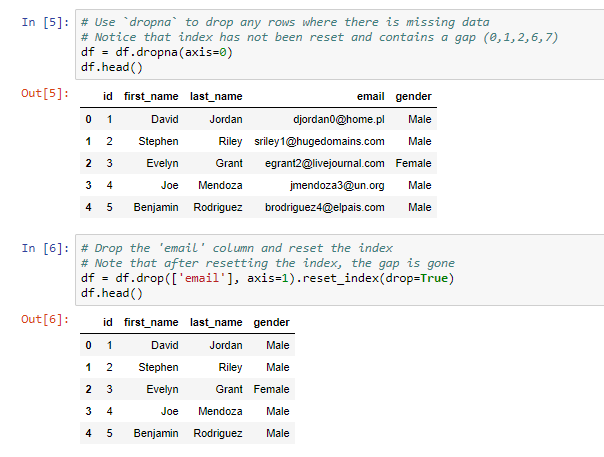 In [5]: # Use `dropna` to drop any rows where there is missing data
# Notice that index has not been reset and contains a gap (0,1,2,6,7)
df = df.dropna(axis=0)
df.head()
Out[5]:
id first_name last_name email gender
0 1 David Jordan djordan0@home.pl Male
1 2 Stephen Riley sriley1@hugedomains.com Male
2 3 Evelyn Grant egrant2@livejournal.com Female
3 4 Joe Mendoza jmendoza3@un.org Male
4 5 Benjamin Rodriguez brodriguez4@elpais.com Male
In [6]: # Drop the 'email' column and reset the index
# Note that after resetting the index, the gap is gone
df = df.drop(['email'], axis=1).reset_index(drop=True)
df.head()
Out[6]:
id first_name last_name gender
0 1 David Jordan Male
1 2 Stephen Riley Male
2 3 Evelyn Grant Female
3 4 Joe Mendoza Male
4 5 Benjamin Rodriguez Male